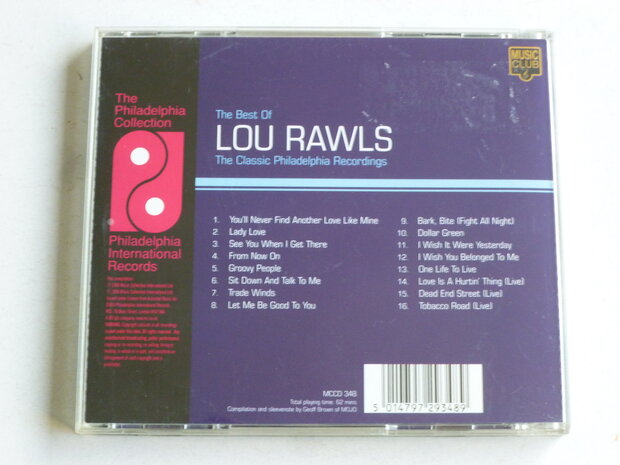 MUSIC
CLUB
The
Philadelphia
Collection
The Best Of
LOU RAWLS
The Classic Philadelphia Recordings
Philadelphia
International
Records
1. You'll Never Find Another Love Like Mine
2. Lady Love
3. See You When I Get There
4. From Now On
5. Groovy People
6. Sit Down And Talk To Me
7. Trade Winds
8. Let Me Be Good To You
9. Bark, Bite (Fight All Night)
10. Dollar Green
11. I Wish It Were Yesterday
12. I Wish You Belonged To Me
13. One Life To Live
14. Love Is A Hurtin' Thing (Live)
15. Dead End Street (Live)
16. Tobacco Road (Live)
MCCD 348
Total playing time: 62 mins
Compilation and sleevenote by Geoff Brown of MOJO
5 014797 293489